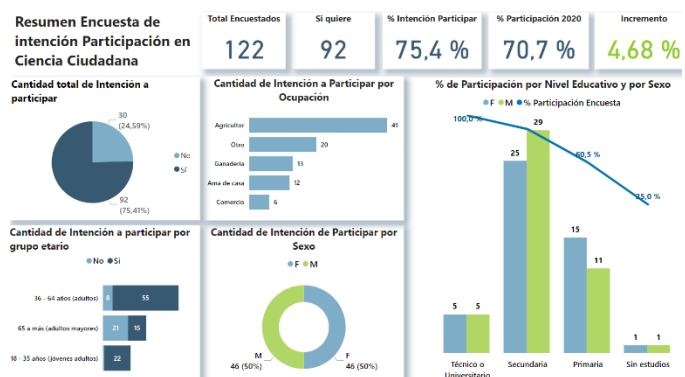 Resumen Encuesta de
intención Participación en
Ciencia Ciudadana
Total Encuestados
122
Si quiere
92
% Intención Participar
75,4 %
% Participación 2020
70,7 %
Incremento
4,68 %
Cantidad total de Intención a
participar
30
(24,59%)
No
Sí
92
(75,41%)
Cantidad de Intención a Participar por
Ocupación
Agricultor
41
Otro
20
Ganadería
13
Ama de casa
12
Comercio
6
% de Participación por Nivel Educativo y por Sexo
F M % Participación Encuesta
100,0 %
60,5 %
25,0 %
5
5
25
29
15
11
1
1
Técnico o
Universitario
Secundaria
Primaria
Sin estudios
Cantidad de Intención a participar por
grupo etario
No Si
36 - 64 años (adultos)
8
55
65 a más (adultos mayores)
21
15
18 - 35 años (jóvenes adultos)
22
Cantidad de Intención de Participar por
Sexo
F M
M
46 (50%)
F
46 (50%)